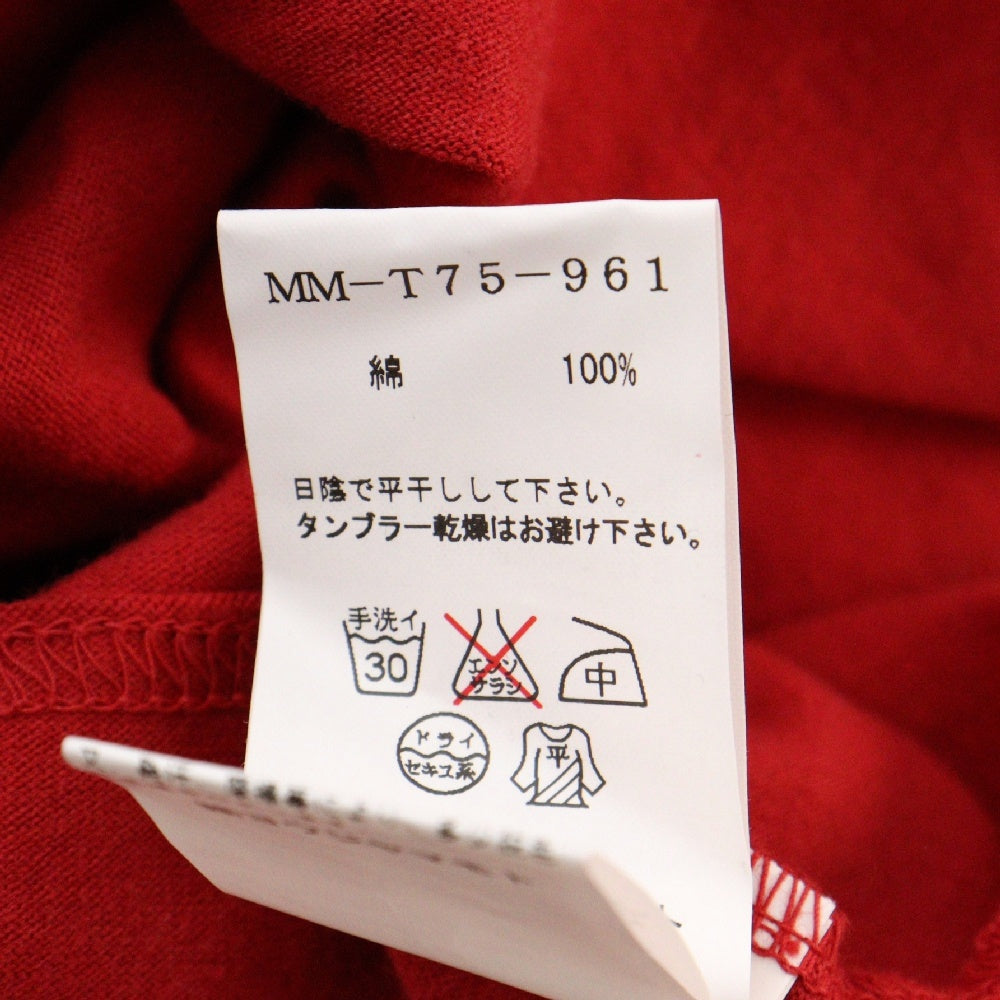 MM-T75-961
綿 100%
日陰で平干しして下さい。
タンブラー乾燥はお避け下さい。
手洗イ
30
エンソ
サラシ
中
ドライ
セキユ系
平